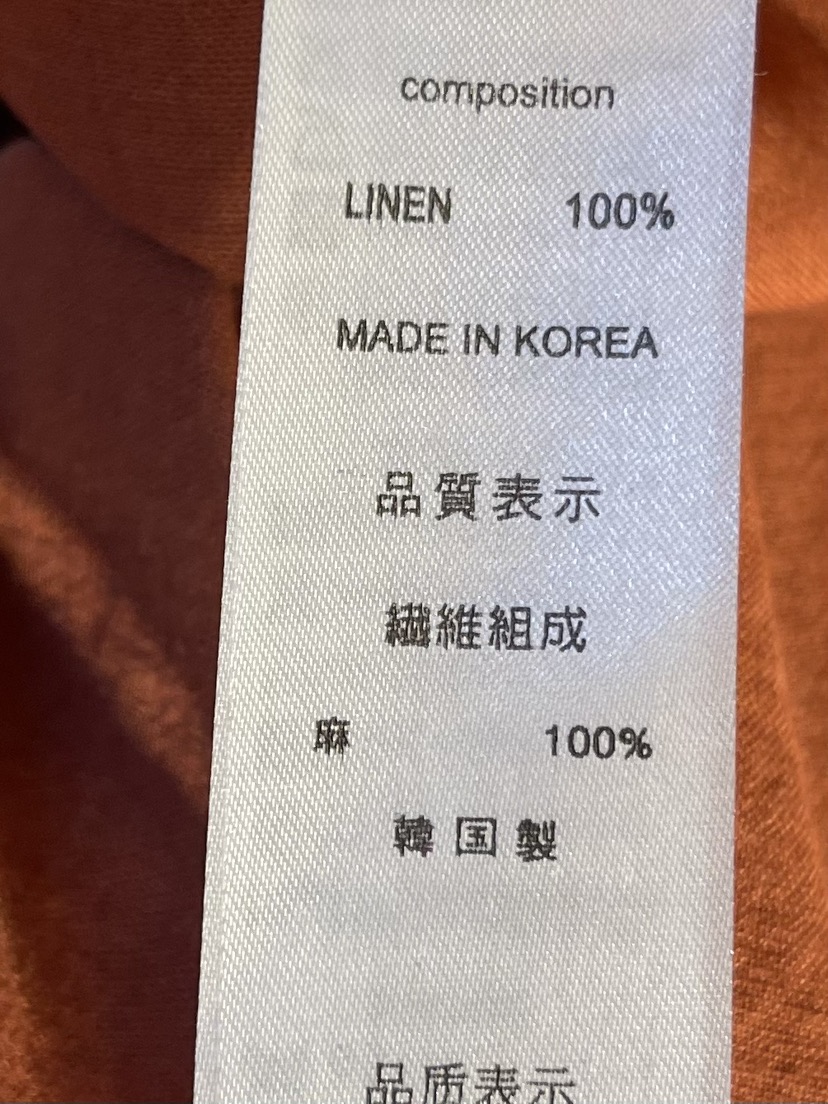 composition
LINEN 100%
MADE IN KOREA
品質表示
繊維組成
麻 100%
韓国製
品质表示